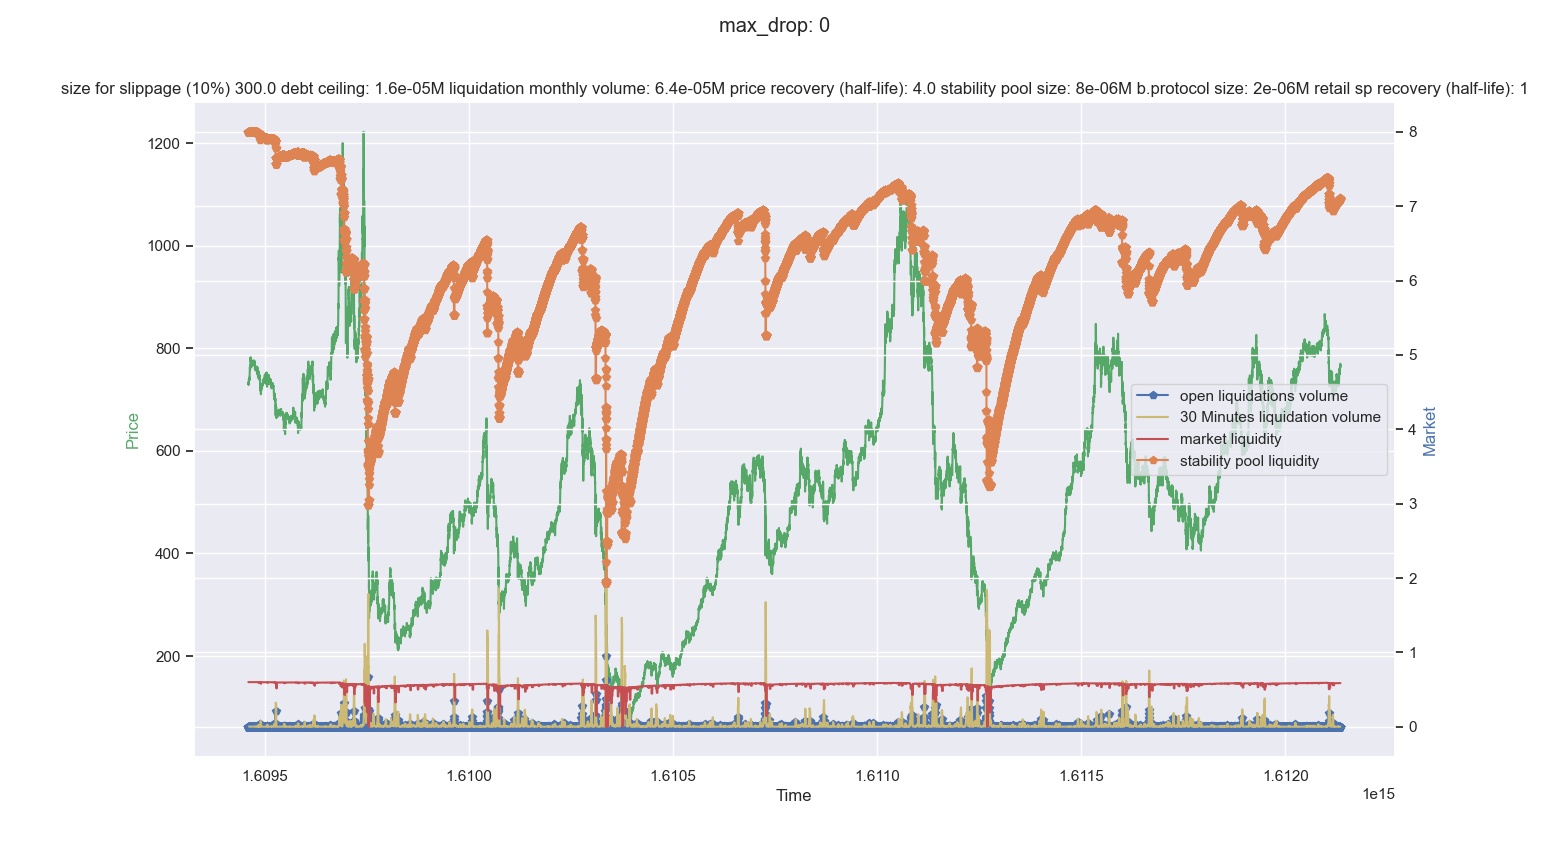 max_drop: 0
size for slippage (10%) 300.0 debt ceiling: 1.6e-05M liquidation monthly volume: 6.4e-05M price recovery (half-life): 4.0 stability pool size: 8e-06M b.protocol size: 2e-06M retail sp recovery (half-life): 1
1200
1000
800
600
400
200
Price
8
7
6
5
4
3
2
1
0
Market
open liquidations volume
30 Minutes liquidation volume
market liquidity
stability pool liquidity
1.6095 1.6100 1.6105 1.6110 1.6115 1.6120
Time
1e15